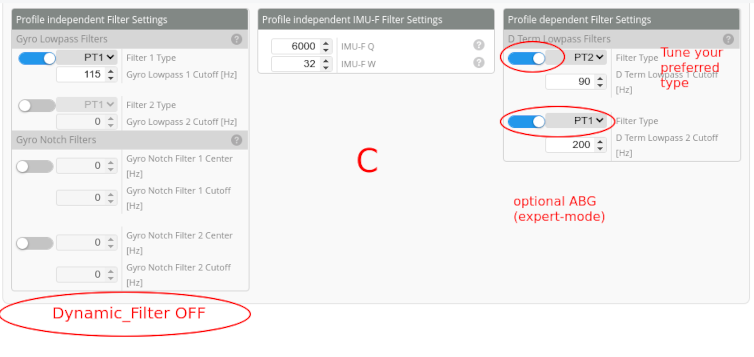 Profile independent Filter Settings
Gyro Lowpass Filters
?
PT1
Filter 1 Type
115
Gyro Lowpass 1 Cutoff [Hz]
PT1
Filter 2 Type
0
Gyro Lowpass 2 Cutoff [Hz]
Gyro Notch Filters
?
0
Gyro Notch Filter 1 Center
[Hz]
0
Gyro Notch Filter 1 Cutoff
[Hz]
0
Gyro Notch Filter 2 Center
[Hz]
0
Gyro Notch Filter 2 Cutoff
[Hz]
Dynamic_Filter OFF
Profile independent IMU-F Filter Settings
6000
IMU-F Q
?
32
IMU-F W
?
C
Profile dependent Filter Settings
D Term Lowpass Filters
?
PT2
Filter Type
90
D Term Lowpass 1 Cutoff
[Hz]
Tune your
preferred
type
PT1
Filter Type
200
D Term Lowpass 2 Cutoff
[Hz]
optional ABG
(expert-mode)